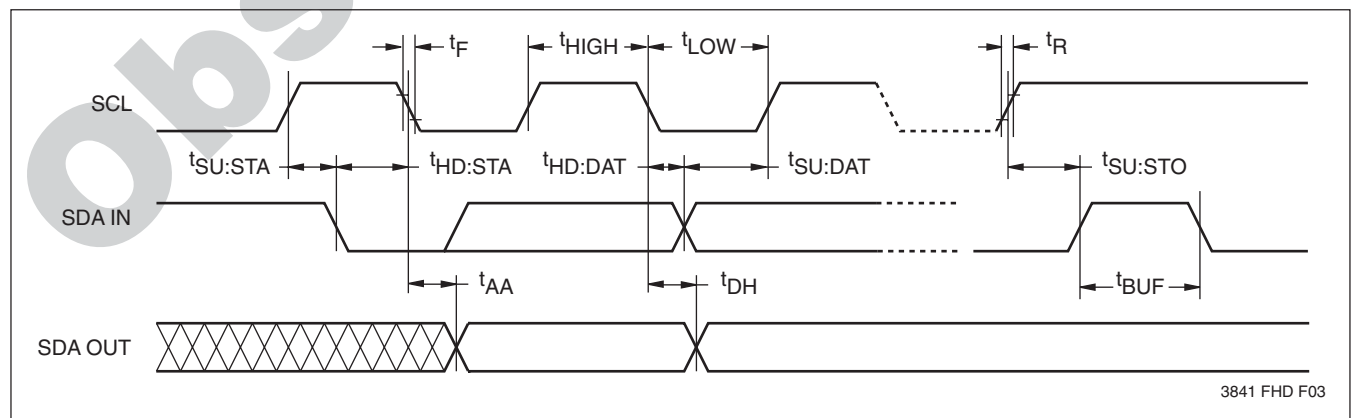 Obs
tF
tHIGH
tLOW
tR
SCL
tSU:STA
tHD:STA
tHD:DAT
tSU:DAT
tSU:STO
SDA IN
tAA
tDH
tBUF
SDA OUT
3841 FHD F03